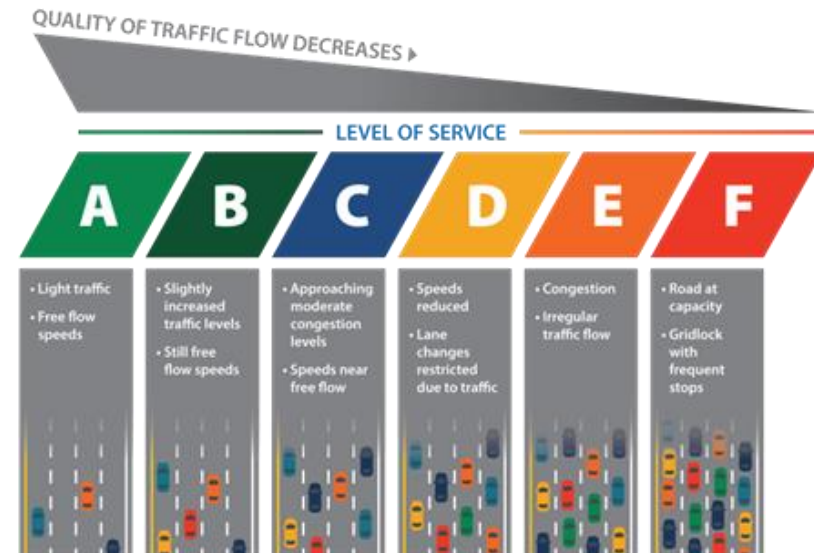 QUALITY OF TRAFFIC FLOW DECREASES ▸
LEVEL OF SERVICE
A
B
C
D
E
F
• Light traffic
• Free flow
speeds
• Slightly
increased
traffic levels
• Still free
flow speeds
• Approaching
moderate
congestion
levels
• Speeds near
free flow
• Speeds
reduced
• Lane
changes
restricted
due to traffic
• Congestion
• Irregular
traffic flow
• Road at
capacity
• Gridlock
with
frequent
stops